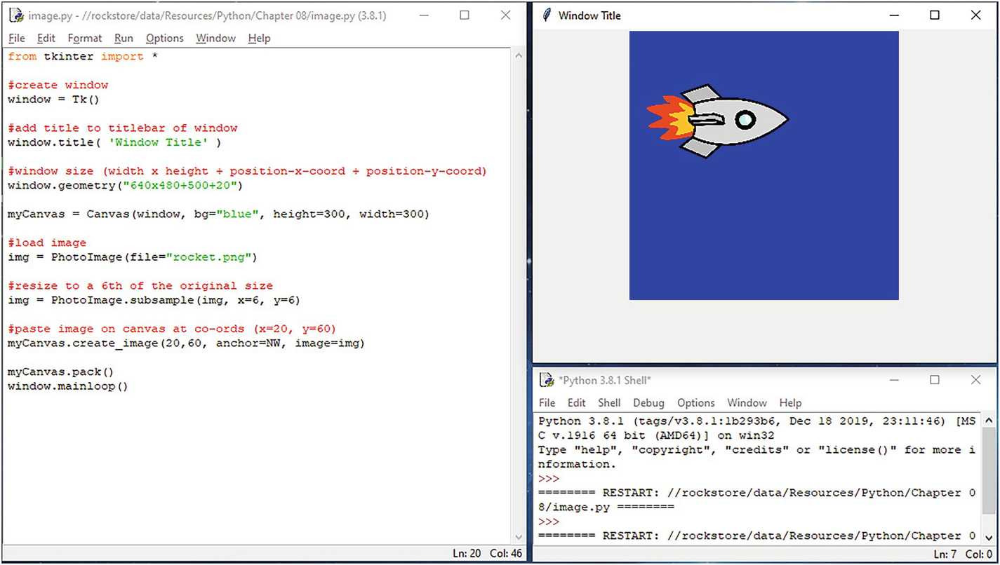 image.py - //rockstore/data/Resources/Python/Chapter 08/image.py (3.8.1)
File Edit Format Run Options Window Help
from tkinter import *
#create window
window = Tk()
#add title to titlebar of window
window.title( 'Window Title' )
#window size (width x height + position-x-coord + position-y-coord)
window.geometry("640x480+500+20")
myCanvas = Canvas(window, bg="blue", height=300, width=300)
#load image
img = PhotoImage(file="rocket.png")
#resize to a 6th of the original size
img = PhotoImage.subsample(img, x=6, y=6)
#paste image on canvas at co-ords (x=20, y=60)
myCanvas.create_image(20,60, anchor=NW, image=img)
myCanvas.pack()
window.mainloop()
Ln: 20 Col: 46
Window Title
*Python 3.8.1 Shell*
File Edit Shell Debug Options Window Help
Python 3.8.1 (tags/v3.8.1:1b293b6, Dec 18 2019, 23:11:46) [MS
C v.1916 64 bit (AMD64)] on win32
Type "help", "copyright", "credits" or "license()" for more i
nformation.
>>>
======== RESTART: //rockstore/data/Resources/Python/Chapter 0
8/image.py ========
>>>
======== RESTART: //rockstore/data/Resources/Python/Chapter 0
Ln: 7 Col: 0